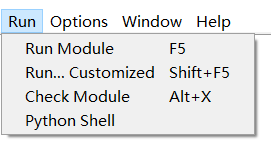 Run Options Window Help
Run Module F5
Run... Customized Shift+F5
Check Module Alt+X
Python Shell